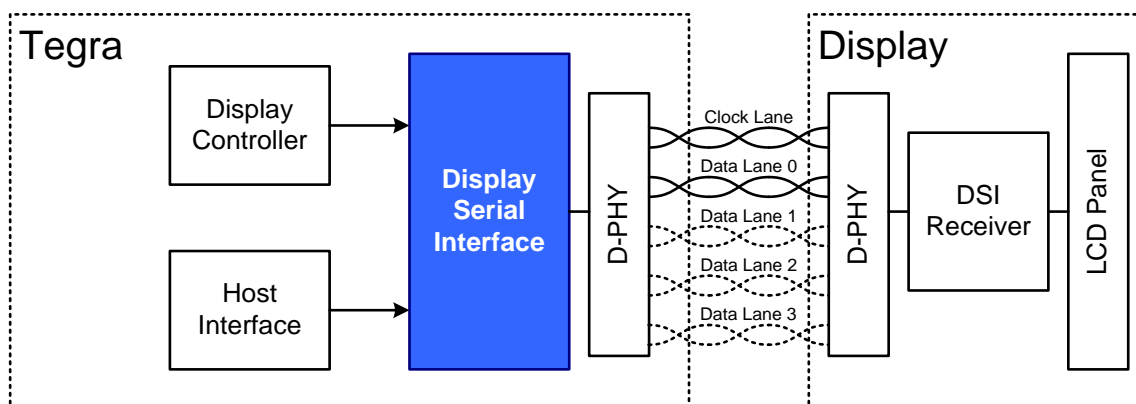 Tegra
Display
Controller
Host
Interface
Display
Serial
Interface
D-PHY
Clock Lane
Data Lane 0
Data Lane 1
Data Lane 2
Data Lane 3
Display
D-PHY
DSI
Receiver
LCD Panel